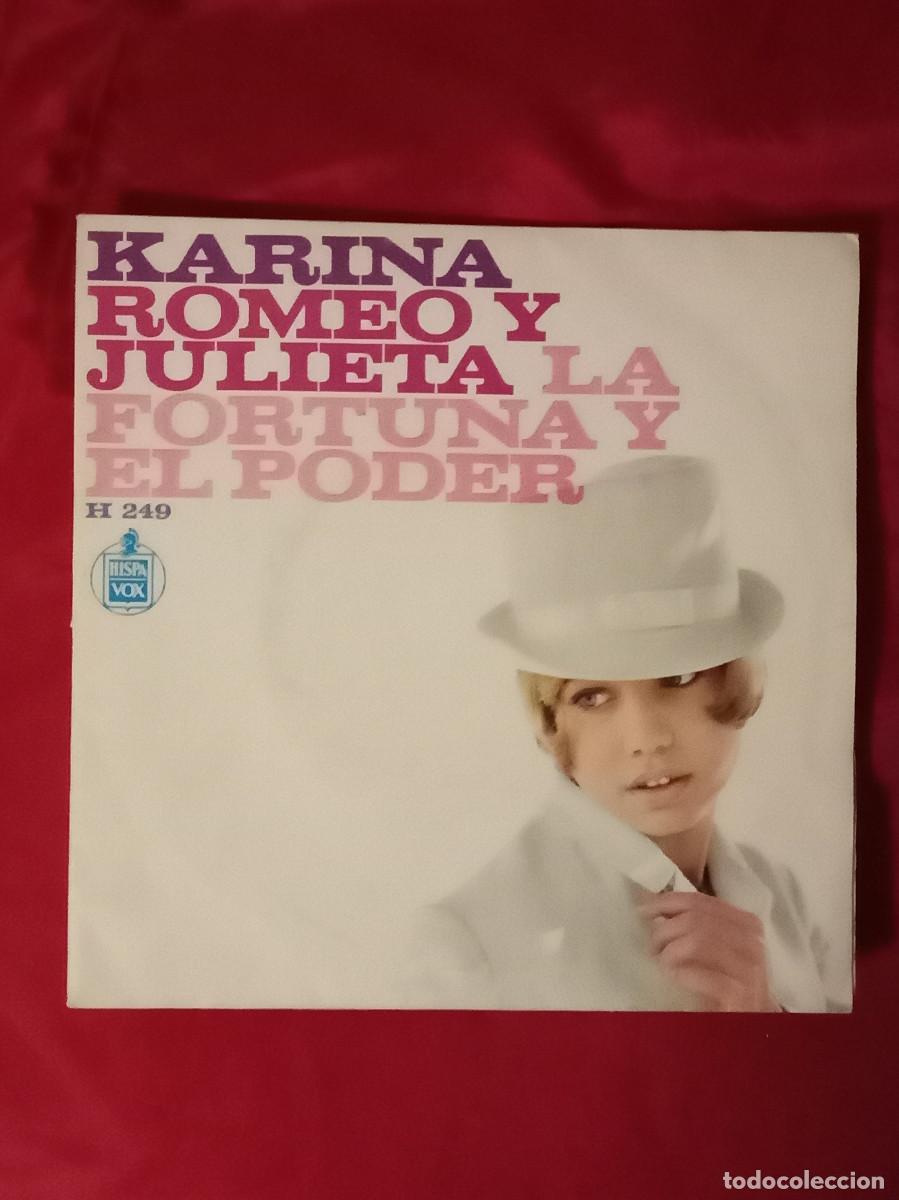 KARINA
ROMEO Y
JULIETA LA
FORTUNA Y
EL PODER
H 249
HISPA
VOX
todocoleccion